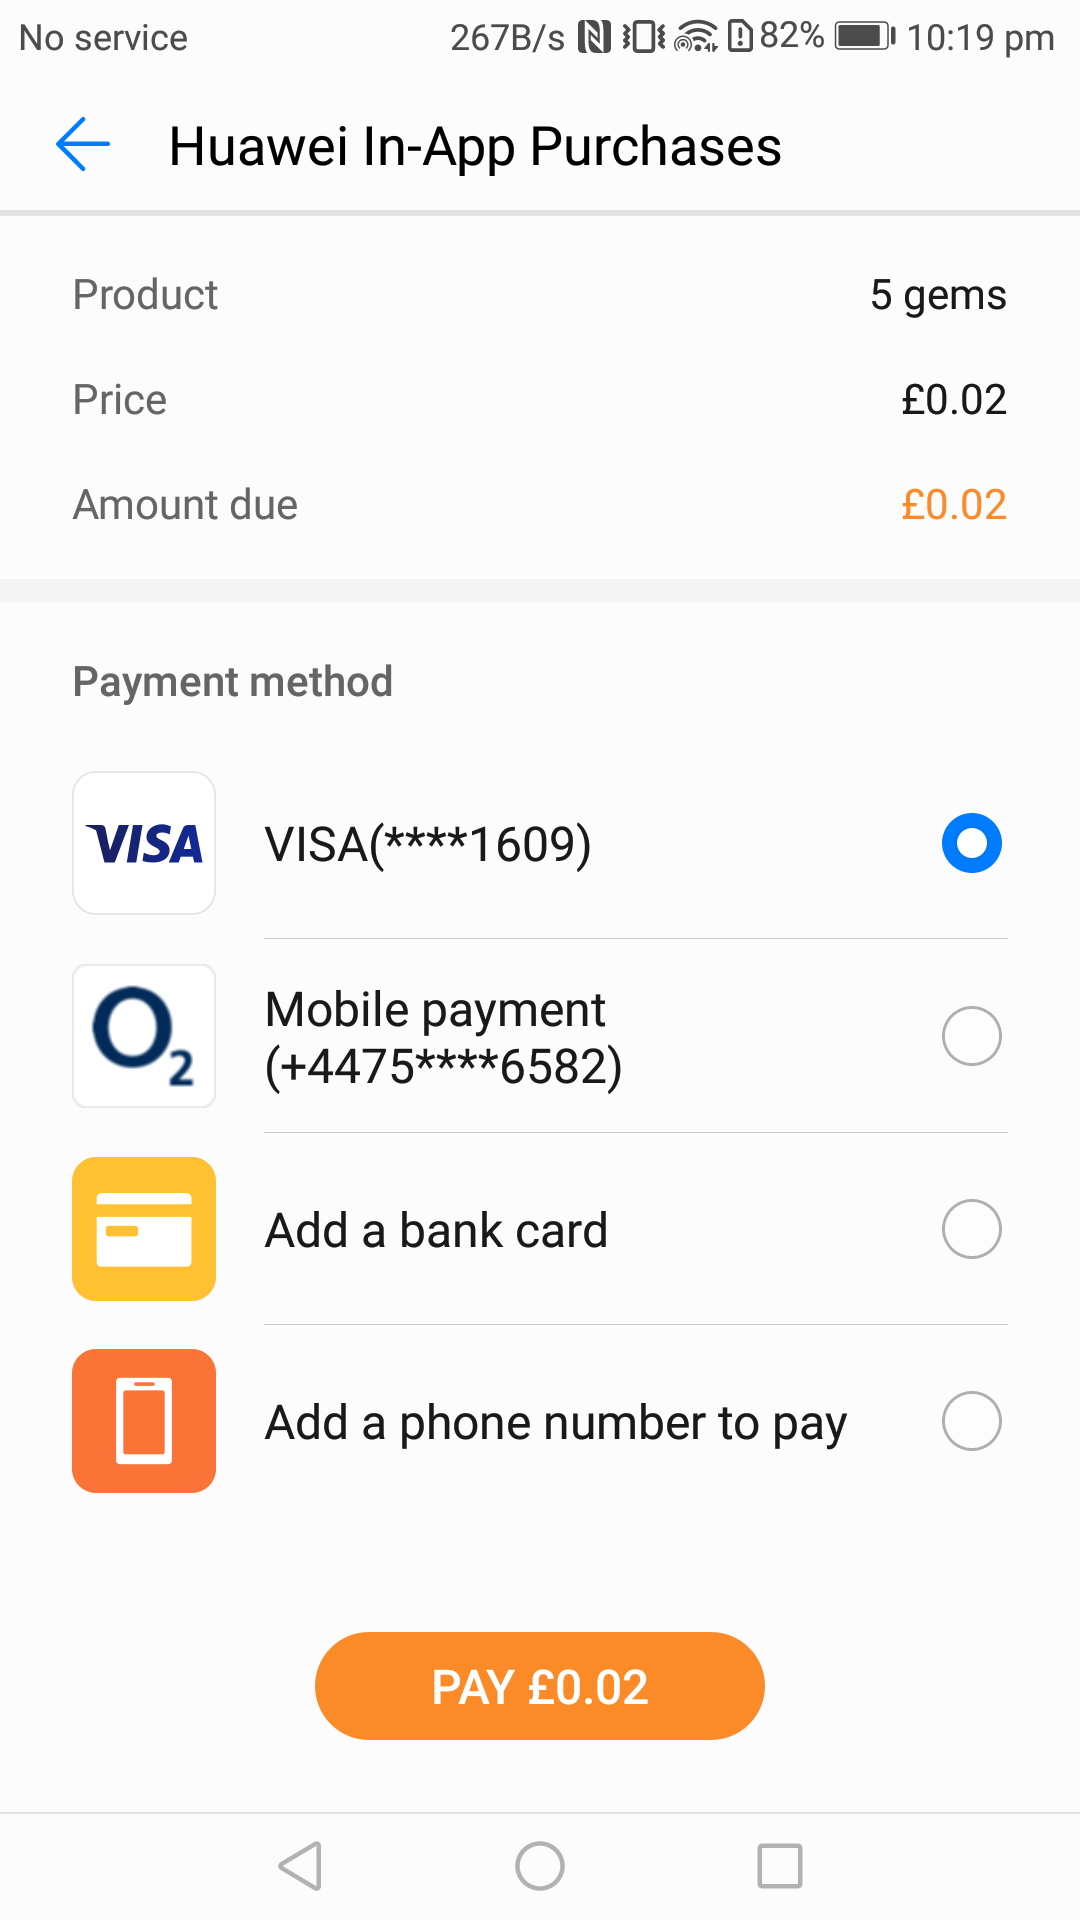 No service 267B/s 82% 10:19 pm
Huawei In-App Purchases
Product 5 gems
Price £0.02
Amount due £0.02
Payment method
VISA VISA(****1609)
O2 Mobile payment
(+4475****6582)
Add a bank card
Add a phone number to pay
PAY £0.02